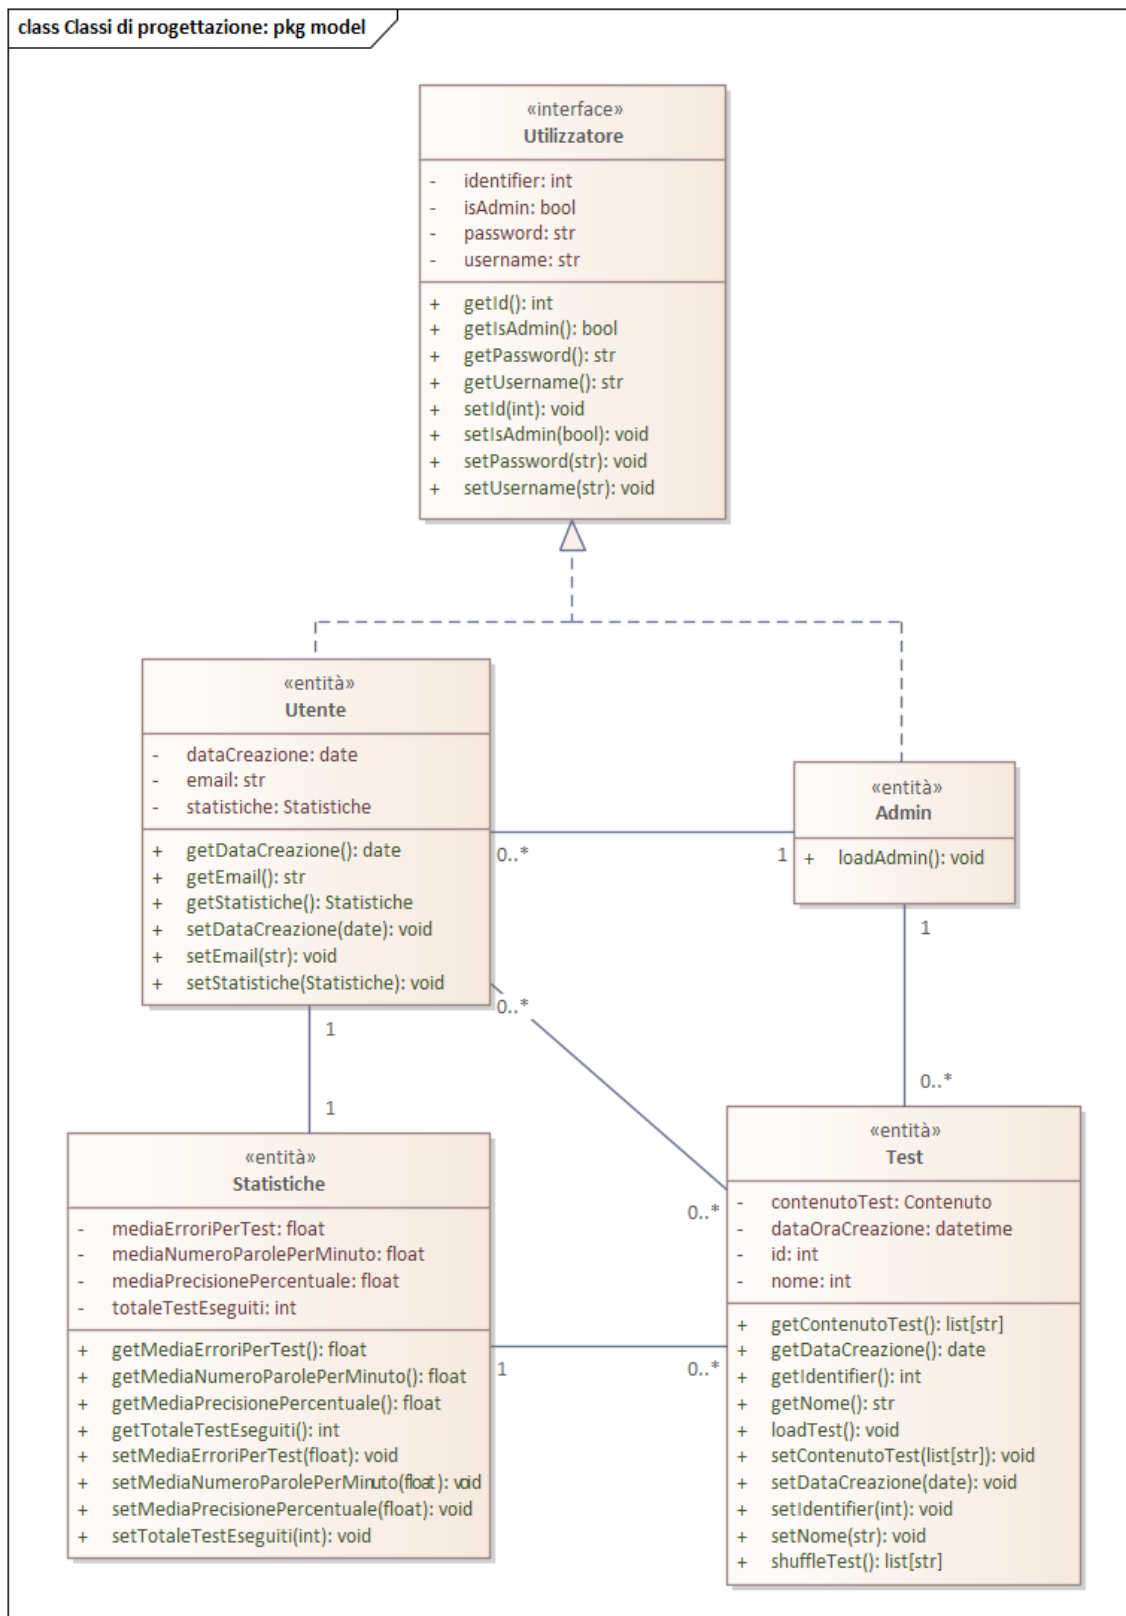 class Classi di progettazione: pkg model
«interface»
Utilizzatore
- identifier: int
- isAdmin: bool
- password: str
- username: str
+ getId(): int
+ getIsAdmin(): bool
+ getPassword(): str
+ getUsername(): str
+ setId(int): void
+ setIsAdmin(bool): void
+ setPassword(str): void
+ setUsername(str): void
«entità»
Utente
- dataCreazione: date
- email: str
- statistiche: Statistiche
+ getDataCreazione(): date
+ getEmail(): str
+ getStatistiche(): Statistiche
+ setDataCreazione(date): void
+ setEmail(str): void
+ setStatistiche(Statistiche): void
«entità»
Admin
+ loadAdmin(): void
0..*
1
1
0..*
0..*
0..*
1
1
«entità»
Statistiche
- mediaErroriPerTest: float
- mediaNumeroParolePerMinuto: float
- mediaPrecisionePercentuale: float
- totaleTestEseguiti: int
+ getMediaErroriPerTest(): float
+ getMediaNumeroParolePerMinuto(): float
+ getMediaPrecisionePercentuale(): float
+ getTotaleTestEseguiti(): int
+ setMediaErroriPerTest(float): void
+ setMediaNumeroParolePerMinuto(float): void
+ setMediaPrecisionePercentuale(float): void
+ setTotaleTestEseguiti(int): void
1
0..*
«entità»
Test
- contenutoTest: Contenuto
- dataOraCreazione: datetime
- id: int
- nome: int
+ getContenutoTest(): list[str]
+ getDataCreazione(): date
+ getIdentifier(): int
+ getNome(): str
+ loadTest(): void
+ setContenutoTest(list[str]): void
+ setDataCreazione(date): void
+ setIdentifier(int): void
+ setNome(str): void
+ shuffleTest(): list[str]